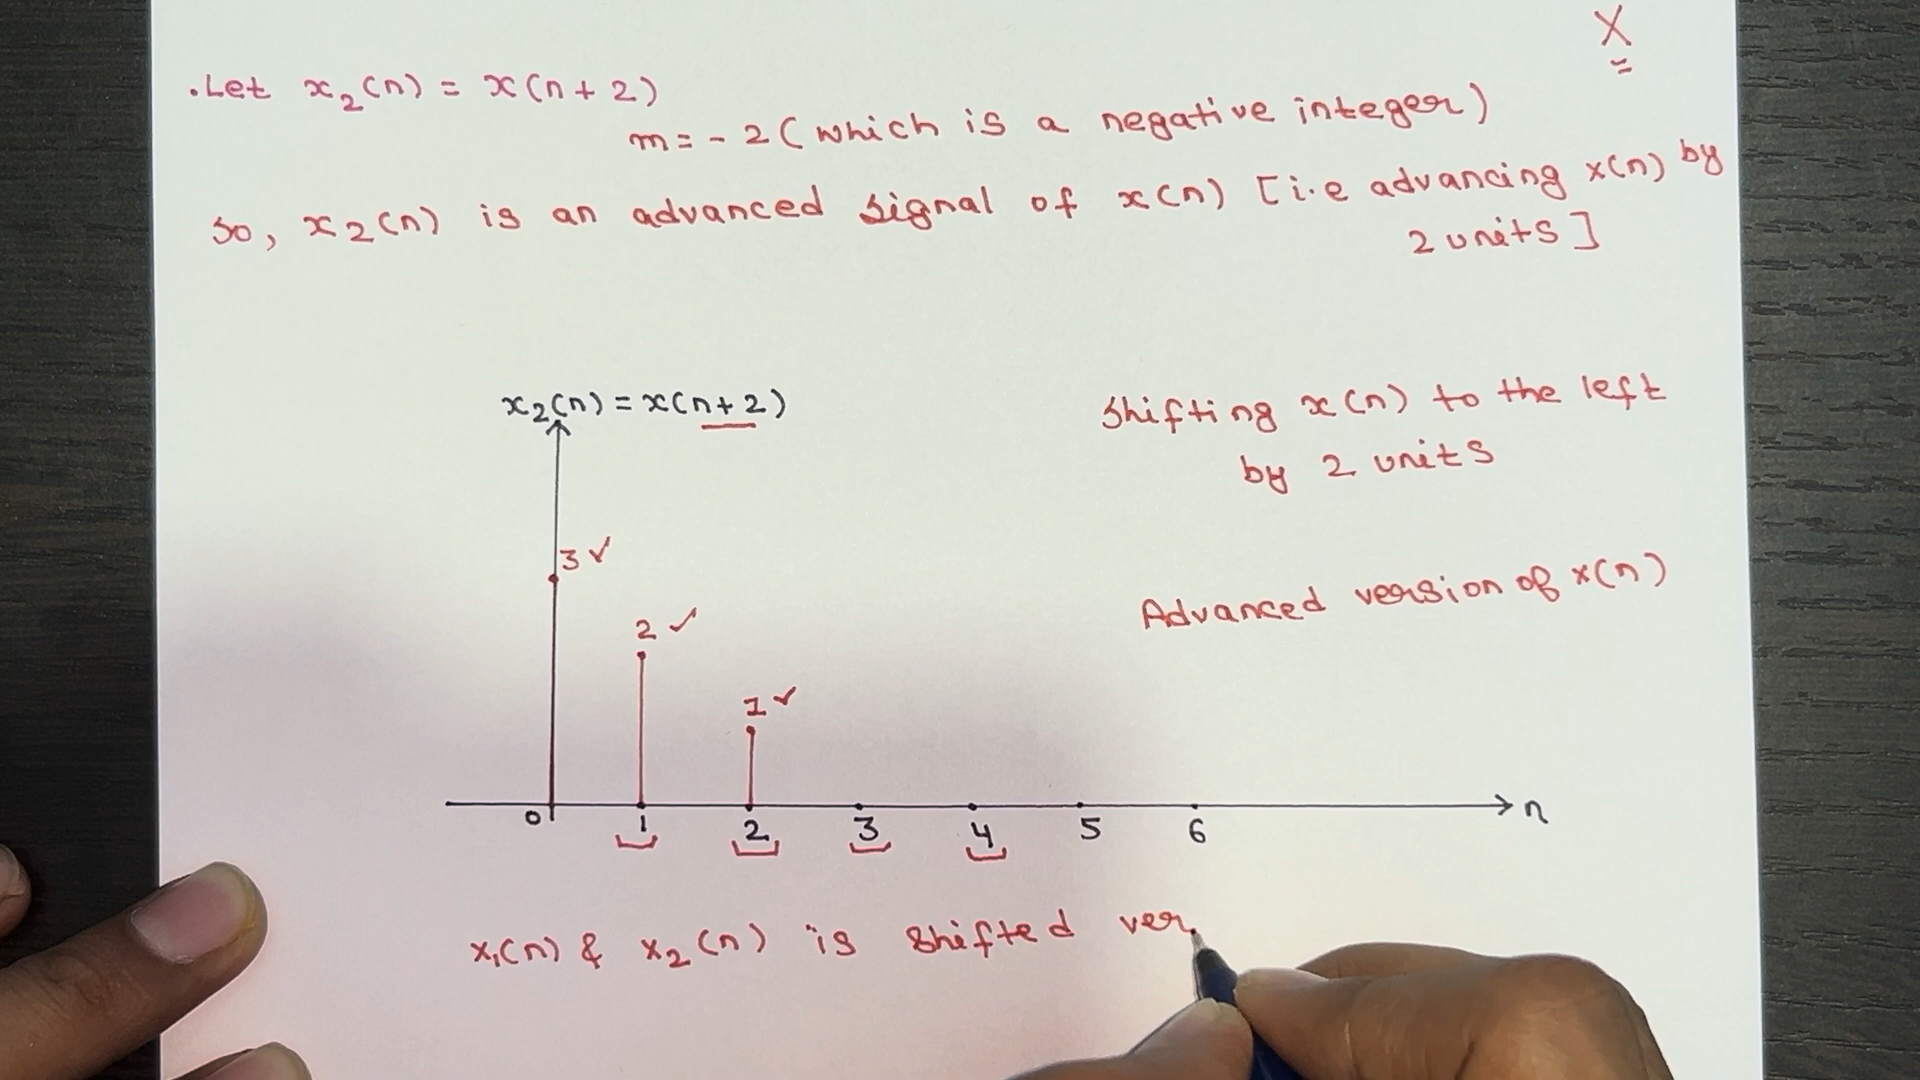 X
.Let x₂(n) = x(n+2)
m = -2 (which is a negative integer)
so, x₂(n) is an advanced signal of x(n) [i.e advancing x(n) by
2 units]
x₂(n) = x(n+2)
shifting x(n) to the left
by 2 units
3 ✓
Advanced version of x(n)
2 ✓
1 ✓
0 1 2 3 4 5 6 n
x₁(n) & x₂(n) is shifted ver